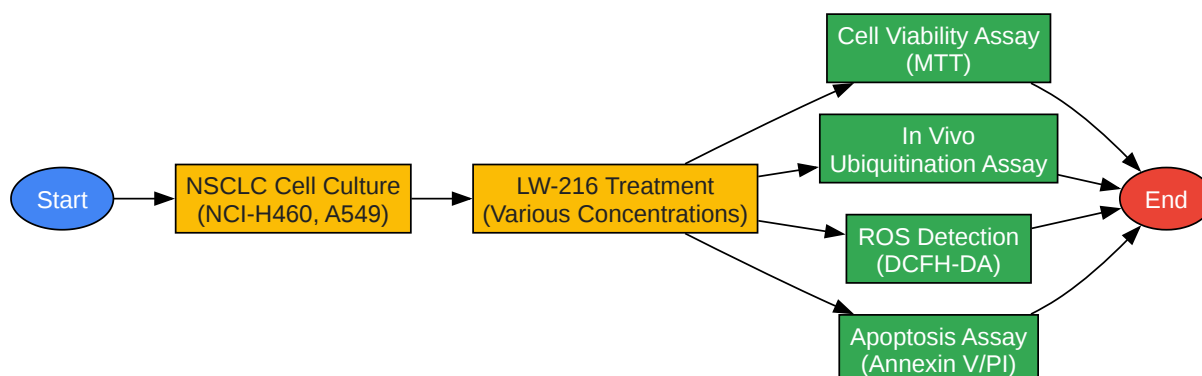 Start
NSCLC Cell Culture
(NCI-H460, A549)
LW-216 Treatment
(Various Concentrations)
Cell Viability Assay
(MTT)
In Vivo
Ubiquitination Assay
ROS Detection
(DCFH-DA)
Apoptosis Assay
(Annexin V/PI)
End